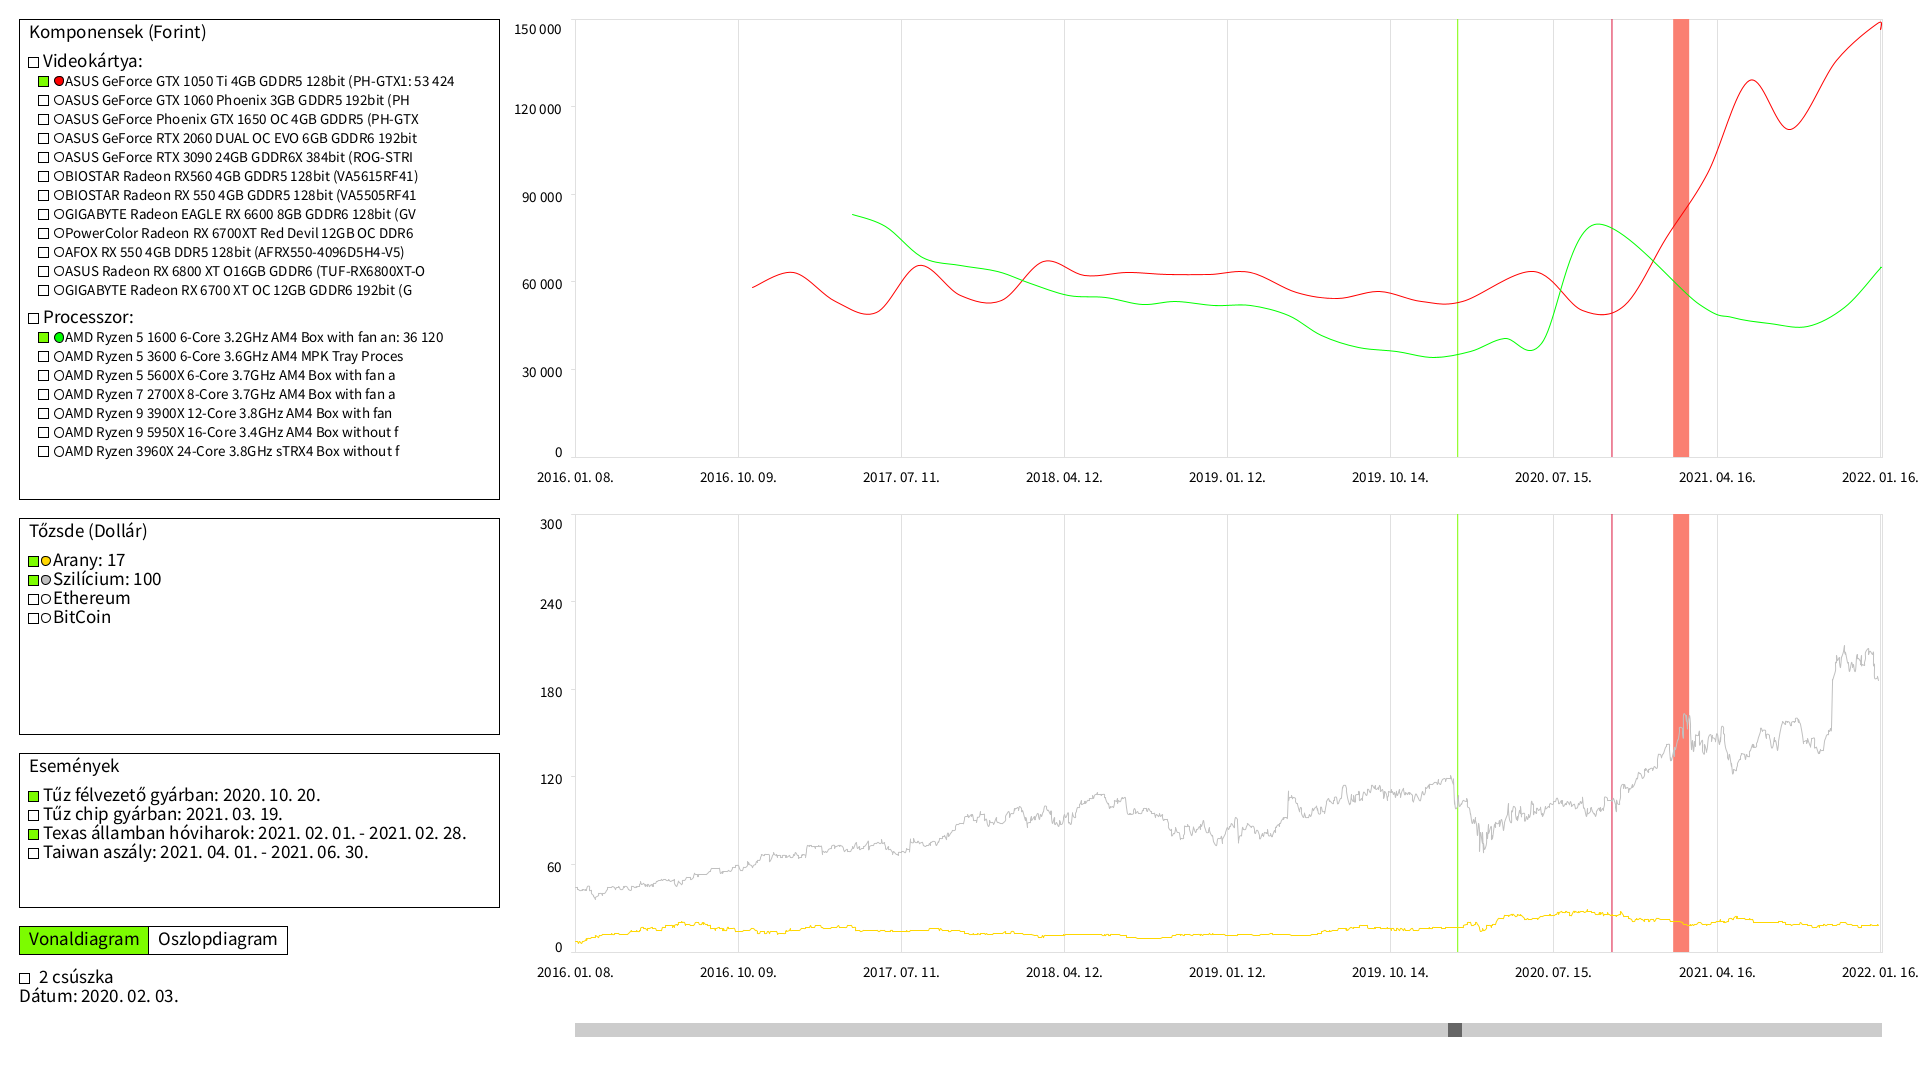 Komponensek (Forint)
Videokártya:
ASUS GeForce GTX 1050 Ti 4GB GDDR5 128bit (PH-GTX1: 53 424
ASUS GeForce GTX 1060 Phoenix 3GB GDDR5 192bit (PH
ASUS GeForce Phoenix GTX 1650 OC 4GB GDDR5 (PH-GTX
ASUS GeForce RTX 2060 DUAL OC EVO 6GB GDDR6 192bit
ASUS GeForce RTX 3090 24GB GDDR6X 384bit (ROG-STRI
BIOSTAR Radeon RX560 4GB GDDR5 128bit (VA5615RF41)
BIOSTAR Radeon RX 550 4GB GDDR5 128bit (VA5505RF41
GIGABYTE Radeon EAGLE RX 6600 8GB GDDR6 128bit (GV
PowerColor Radeon RX 6700XT Red Devil 12GB OC DDR6
AFOX RX 550 4GB DDR5 128bit (AFRX550-4096D5H4-V5)
ASUS Radeon RX 6800 XT O16GB GDDR6 (TUF-RX6800XT-O
GIGABYTE Radeon RX 6700 XT OC 12GB GDDR6 192bit (G
Processzor:
AMD Ryzen 5 1600 6-Core 3.2GHz AM4 Box with fan an: 36 120
AMD Ryzen 5 3600 6-Core 3.6GHz AM4 MPK Tray Proces
AMD Ryzen 5 5600X 6-Core 3.7GHz AM4 Box with fan a
AMD Ryzen 7 2700X 8-Core 3.7GHz AM4 Box with fan a
AMD Ryzen 9 3900X 12-Core 3.8GHz AM4 Box with fan
AMD Ryzen 9 5950X 16-Core 3.4GHz AM4 Box without f
AMD Ryzen 3960X 24-Core 3.8GHz sTRX4 Box without f
150 000
120 000
90 000
60 000
30 000
0
2016. 01. 08. 2016. 10. 09. 2017. 07. 11. 2018. 04. 12. 2019. 01. 12. 2019. 10. 14. 2020. 07. 15. 2021. 04. 16. 2022. 01. 16.
Tőzsde (Dollár)
Arany: 17
Szilícium: 100
Ethereum
BitCoin
300
240
180
120
60
0
2016. 01. 08. 2016. 10. 09. 2017. 07. 11. 2018. 04. 12. 2019. 01. 12. 2019. 10. 14. 2020. 07. 15. 2021. 04. 16. 2022. 01. 16.
Események
Tűz félvezető gyárban: 2020. 10. 20.
Tűz chip gyárban: 2021. 03. 19.
Texas államban hóviharok: 2021. 02. 01. - 2021. 02. 28.
Taiwan aszály: 2021. 04. 01. - 2021. 06. 30.
Vonaldiagram Oszlopdiagram
2 csúszka
Dátum: 2020. 02. 03.